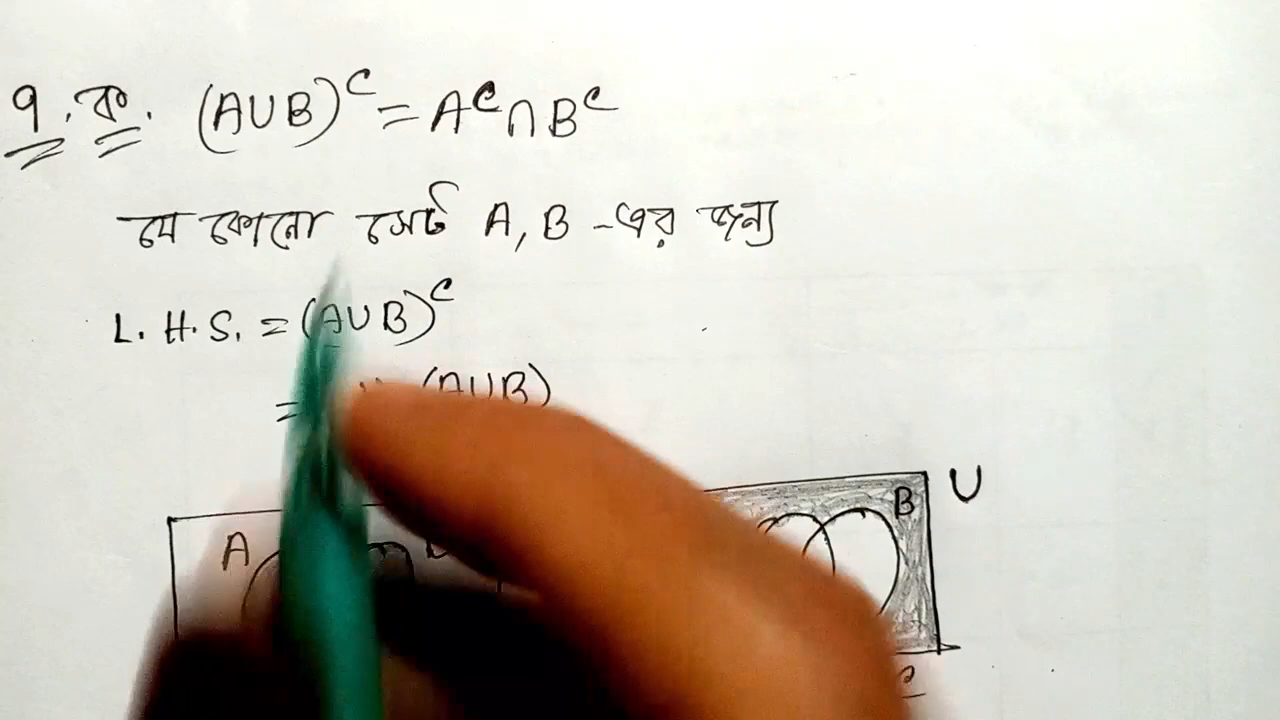 ৭. ক. (A∪B)ᶜ = Aᶜ∩Bᶜ
যে কোনো সেট A, B -এর জন্য
L. H. S. = (A∪B)ᶜ
= (A∪B)
A
B U